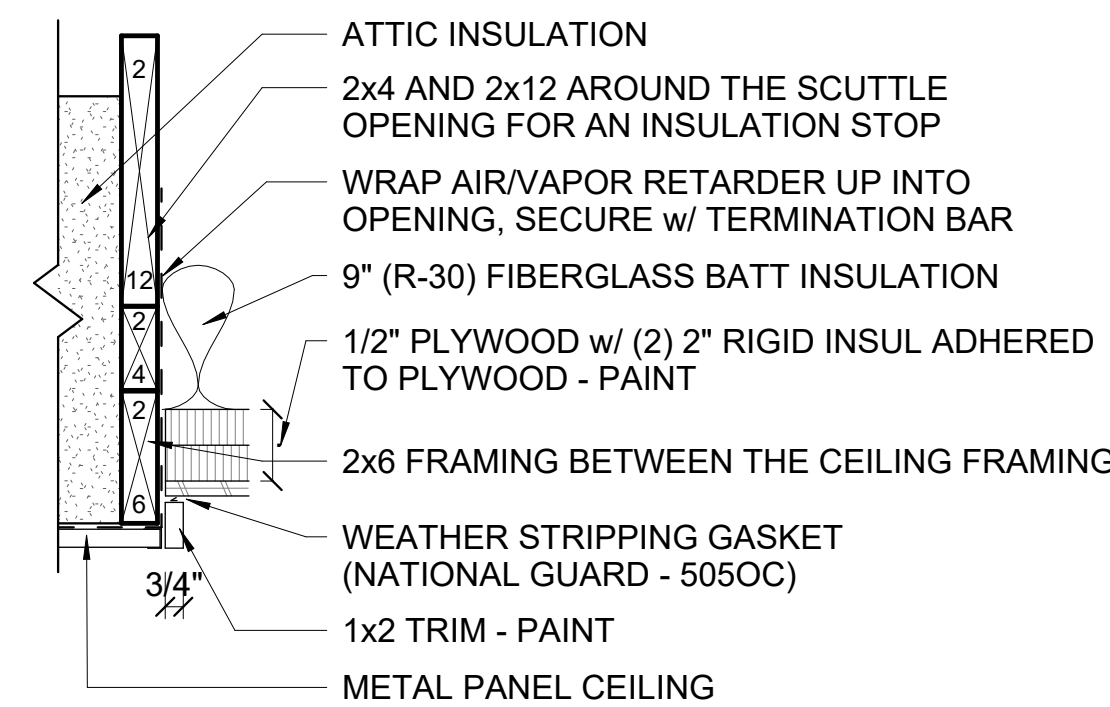 ATTIC INSULATION
2x4 AND 2x12 AROUND THE SCUTTLE
OPENING FOR AN INSULATION STOP
WRAP AIR/VAPOR RETARDER UP INTO
OPENING, SECURE w/ TERMINATION BAR
9" (R-30) FIBERGLASS BATT INSULATION
1/2" PLYWOOD w/ (2) 2" RIGID INSUL ADHERED
TO PLYWOOD - PAINT
2x6 FRAMING BETWEEN THE CEILING FRAMING
WEATHER STRIPPING GASKET
(NATIONAL GUARD - 505OC)
1x2 TRIM - PAINT
METAL PANEL CEILING
2
12
2
4
2
6
3/4"